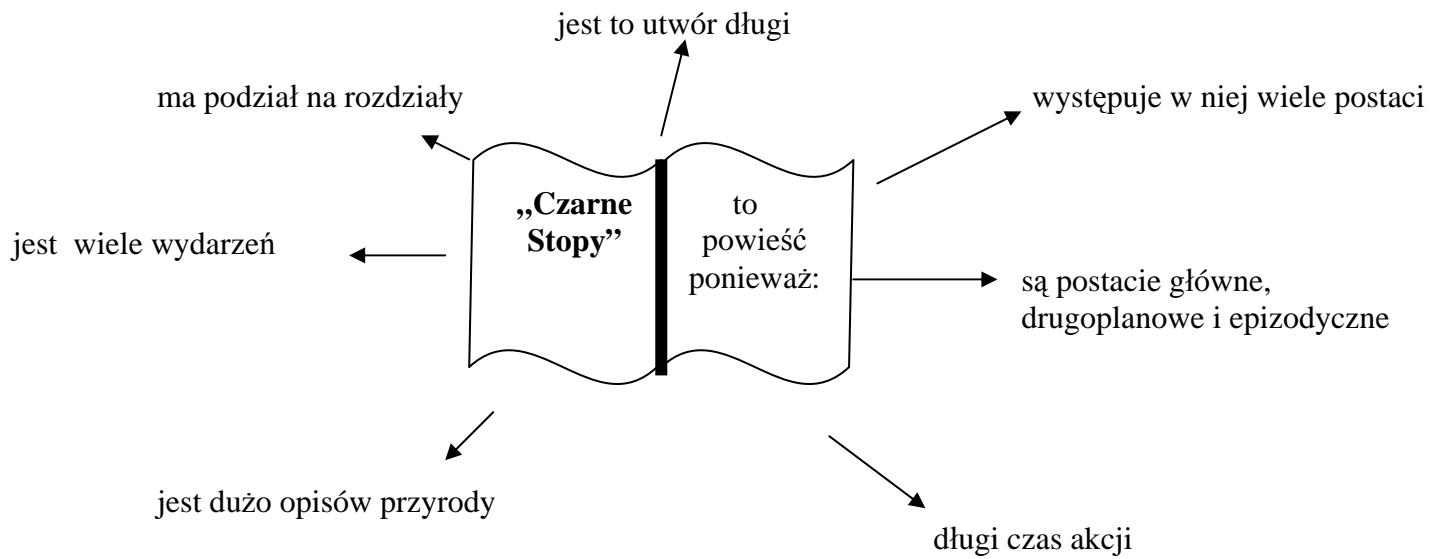 jest to utwór długi
ma podział na rozdziały
występuje w niej wiele postaci
„Czarne
Stopy”
to
powieść
ponieważ:
jest wiele wydarzeń
są postacie główne,
drugoplanowe i epizodyczne
jest dużo opisów przyrody
długi czas akcji